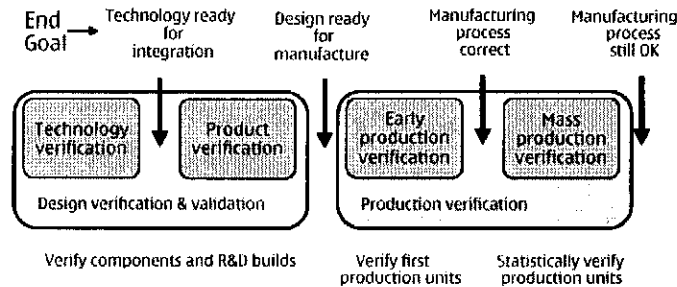 End
Goal
Technology ready
for
integration
Design ready
for
manufacture
Manufacturing
process
correct
Manufacturing
process
still OK
Technology
verification
Product
verification
Early
production
verification
Mass
production
verification
Design verification & validation
Production verification
Verify components and R&D builds
Verify first
production units
Statistically verify
production units